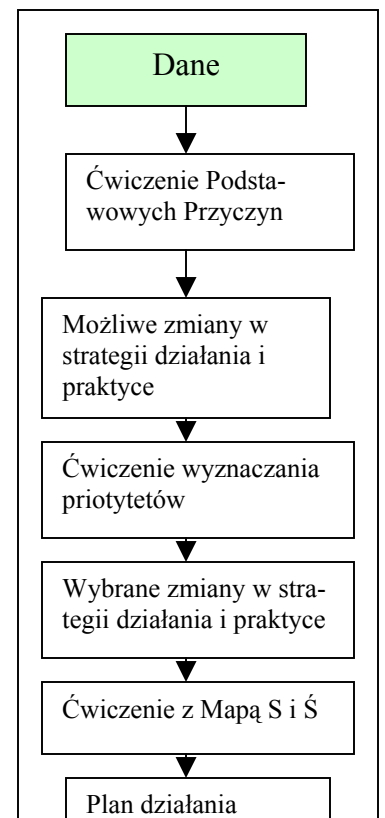 Dane
Ćwiczenie Podsta-
wowych Przyczyn
Możliwe zmiany w
strategii działania i
praktyce
Ćwiczenie wyznaczania
priotytetów
Wybrane zmiany w stra-
tegii działania i praktyce
Ćwiczenie z Mapą S i Ś
Plan działania